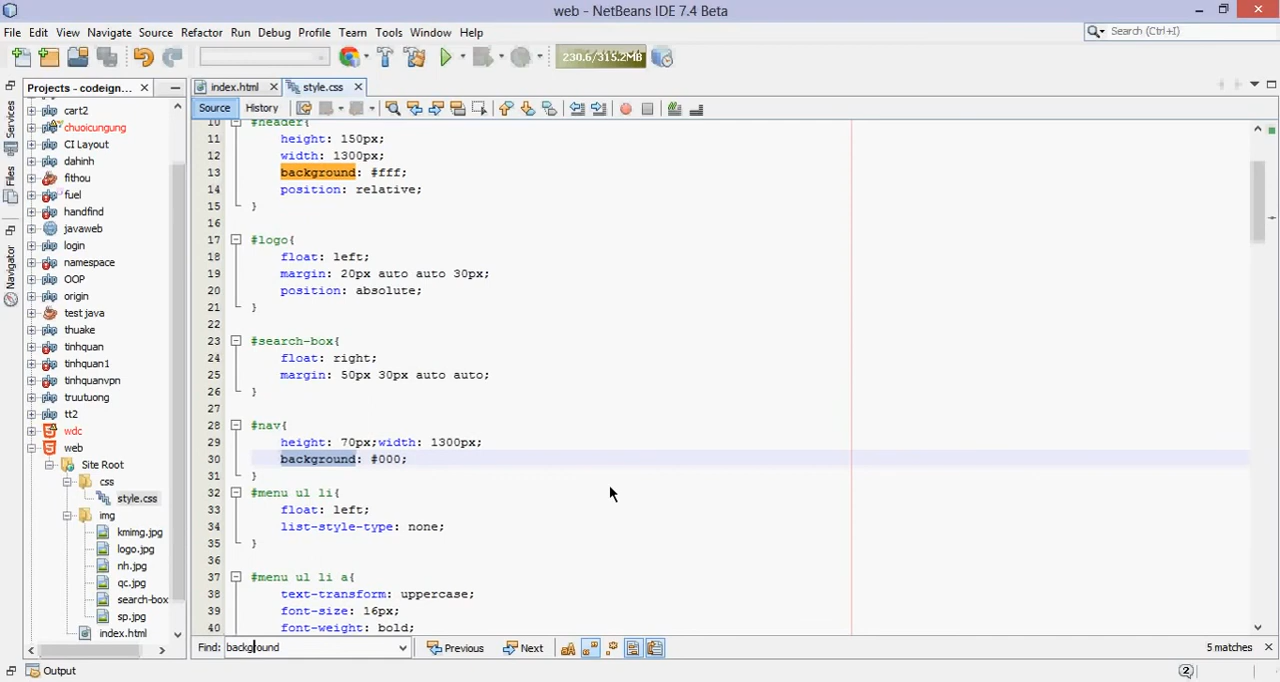 web - NetBeans IDE 7.4 Beta
File Edit View Navigate Source Refactor Run Debug Profile Team Tools Window Help
Search (Ctrl+I)
230.6/315.2MB
Projects - codeign...
index.html
style.css
Source
History
Services
Files
Navigator
cart2
chuoicungung
CI Layout
dahinh
fithou
fuel
handfind
javaweb
login
namespace
OOP
origin
test java
thuake
tinhquan
tinhquan1
tinhquanvpn
truutuong
tt2
wdc
web
Site Root
css
style.css
img
kmimg.jpg
logo.jpg
nh.jpg
qc.jpg
search-box
sp.jpg
index.html
10 #header{
11 height: 150px;
12 width: 1300px;
13 background: #fff;
14 position: relative;
15 }
16
17 #logo{
18 float: left;
19 margin: 20px auto auto 30px;
20 position: absolute;
21 }
22
23 #search-box{
24 float: right;
25 margin: 50px 30px auto auto;
26 }
27
28 #nav{
29 height: 70px;width: 1300px;
30 background: #000;
31 }
32 #menu ul li{
33 float: left;
34 list-style-type: none;
35 }
36
37 #menu ul li a{
38 text-transform: uppercase;
39 font-size: 16px;
40 font-weight: bold;
Find: background
Previous
Next
5 matches
Output
2